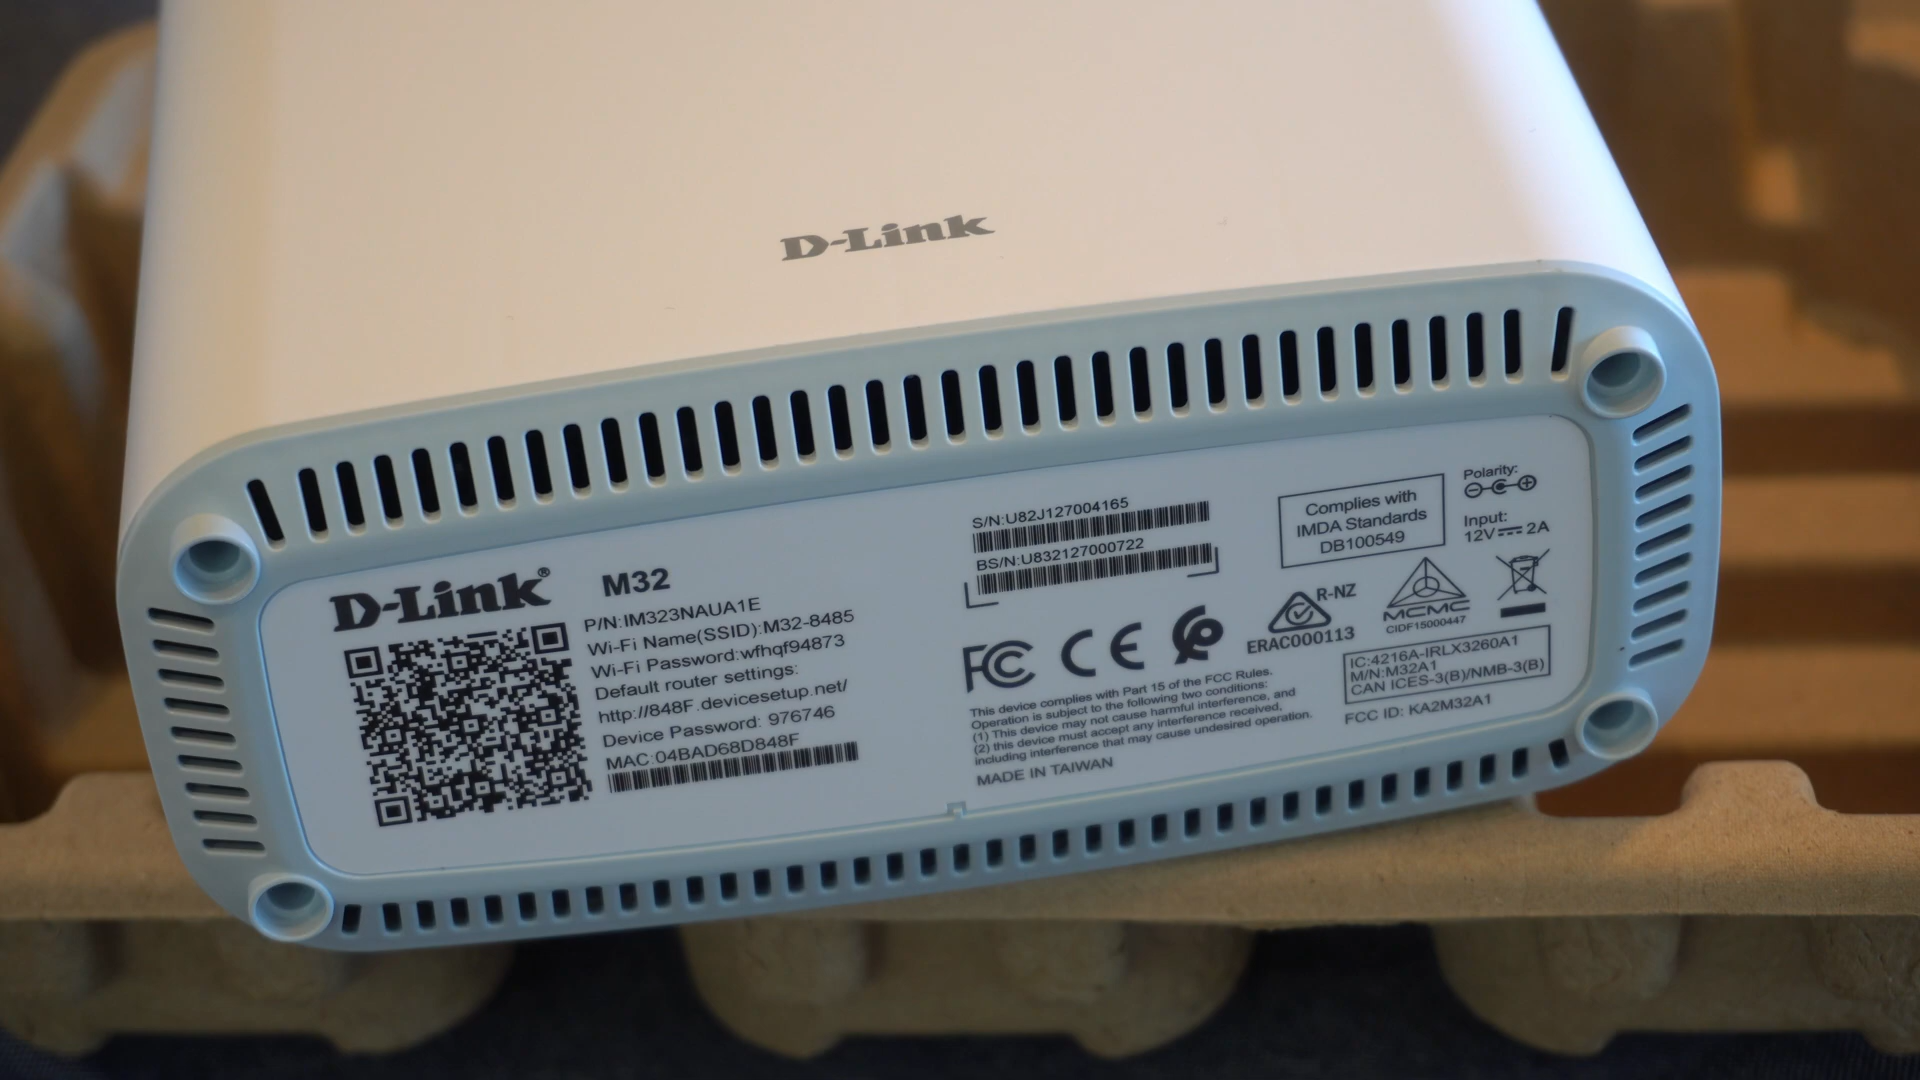 D-Link
D-Link®
M32
P/N:IM323NAUA1E
Wi-Fi Name(SSID):M32-8485
Wi-Fi Password:wfhqf94873
Default router settings:
http://848F.devicesetup.net/
Device Password: 976746
MAC:04BAD68D848F
S/N:U82J127004165
BS/N:U832127000722
FCC CE
This device complies with Part 15 of the FCC Rules.
Operation is subject to the following two conditions:
(1) This device may not cause harmful interference, and
(2) this device must accept any interference received,
including interference that may cause undesired operation.
MADE IN TAIWAN
Complies with
IMDA Standards
DB100549
Polarity:
Input:
12V 2A
R-NZ
ERAC000113
MCMC
CIDF15000447
IC:4216A-IRLX3260A1
M/N:M32A1
CAN ICES-3(B)/NMB-3(B)
FCC ID: KA2M32A1